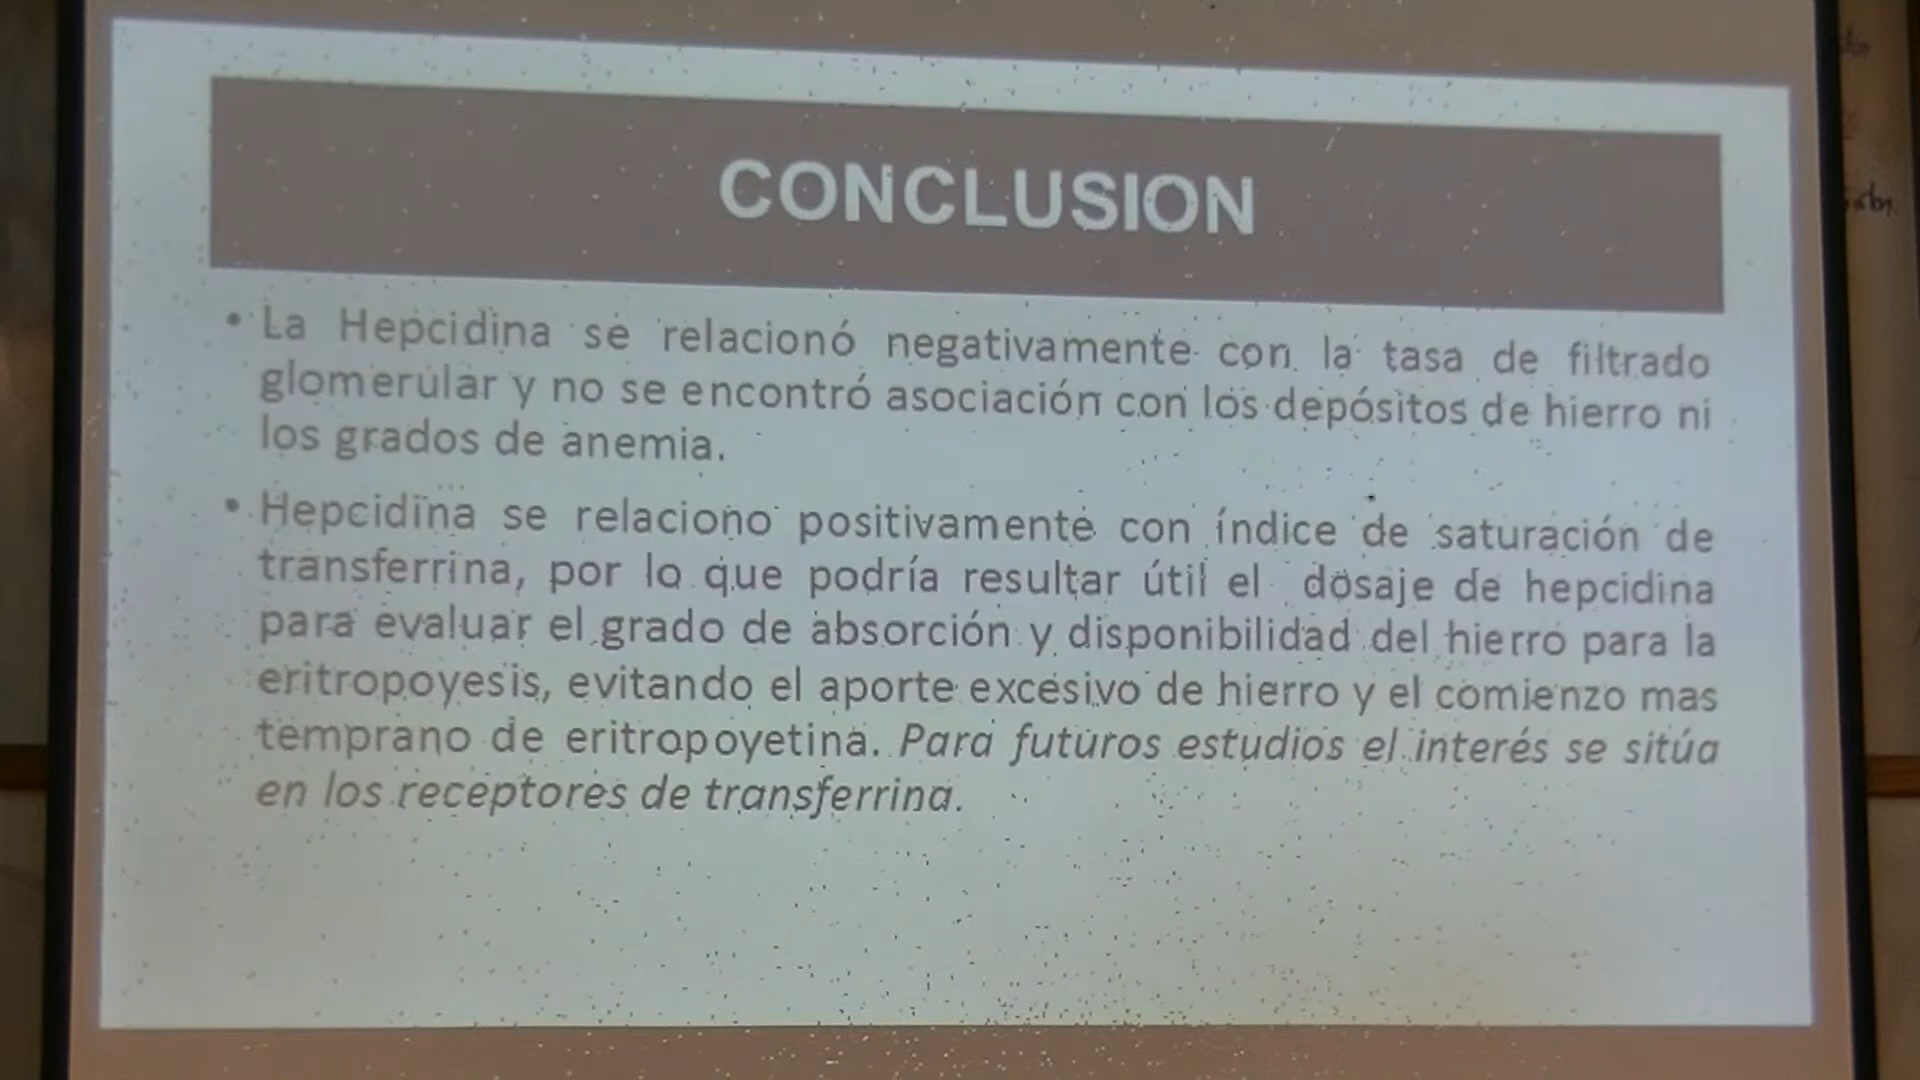 CONCLUSION
• La Hepcidina se relacionó negativamente con la tasa de filtrado
glomerular y no se encontró asociación con los depósitos de hierro ni
los grados de anemia.
• Hepcidina se relaciono positivamente con índice de saturación de
transferrina, por lo que podría resultar útil el dosaje de hepcidina
para evaluar el grado de absorción y disponibilidad del hierro para la
eritropoyesis, evitando el aporte excesivo de hierro y el comienzo mas
temprano de eritropoyetina. Para futuros estudios el interés se sitúa
en los receptores de transferrina.